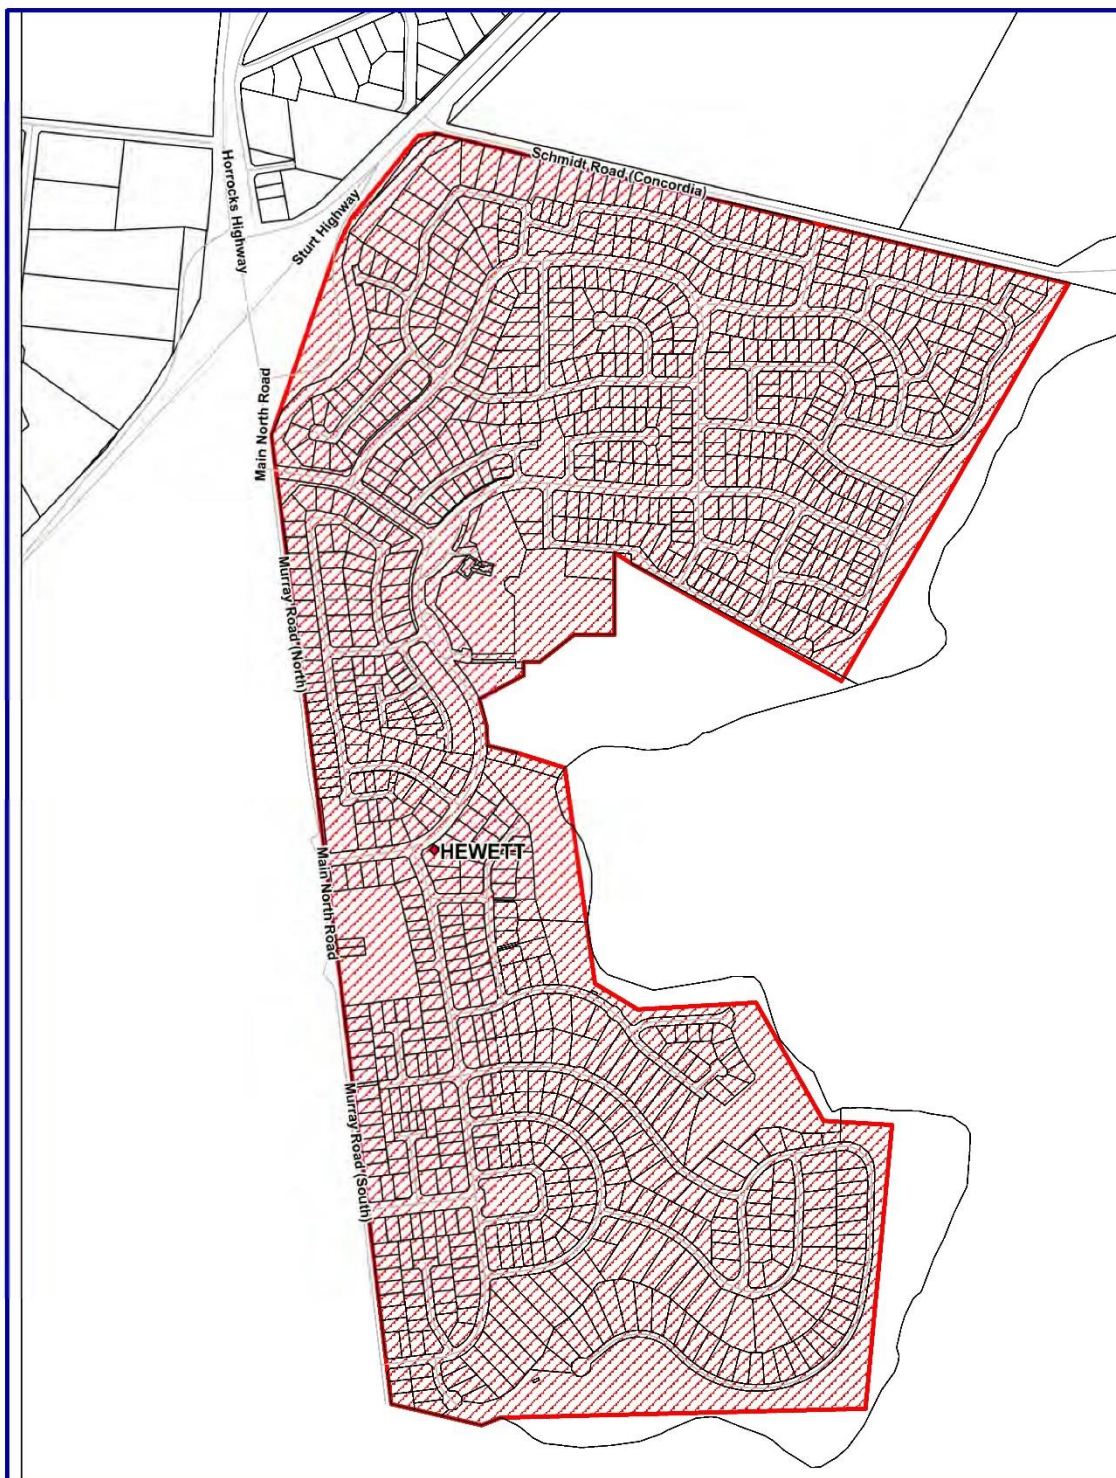 Schmidt Road (Concordia)
Horrocks Highway
Sturt Highway
Main North Road
Murray Road (North)
HEWETT
Main North Road
Murray Road (South)